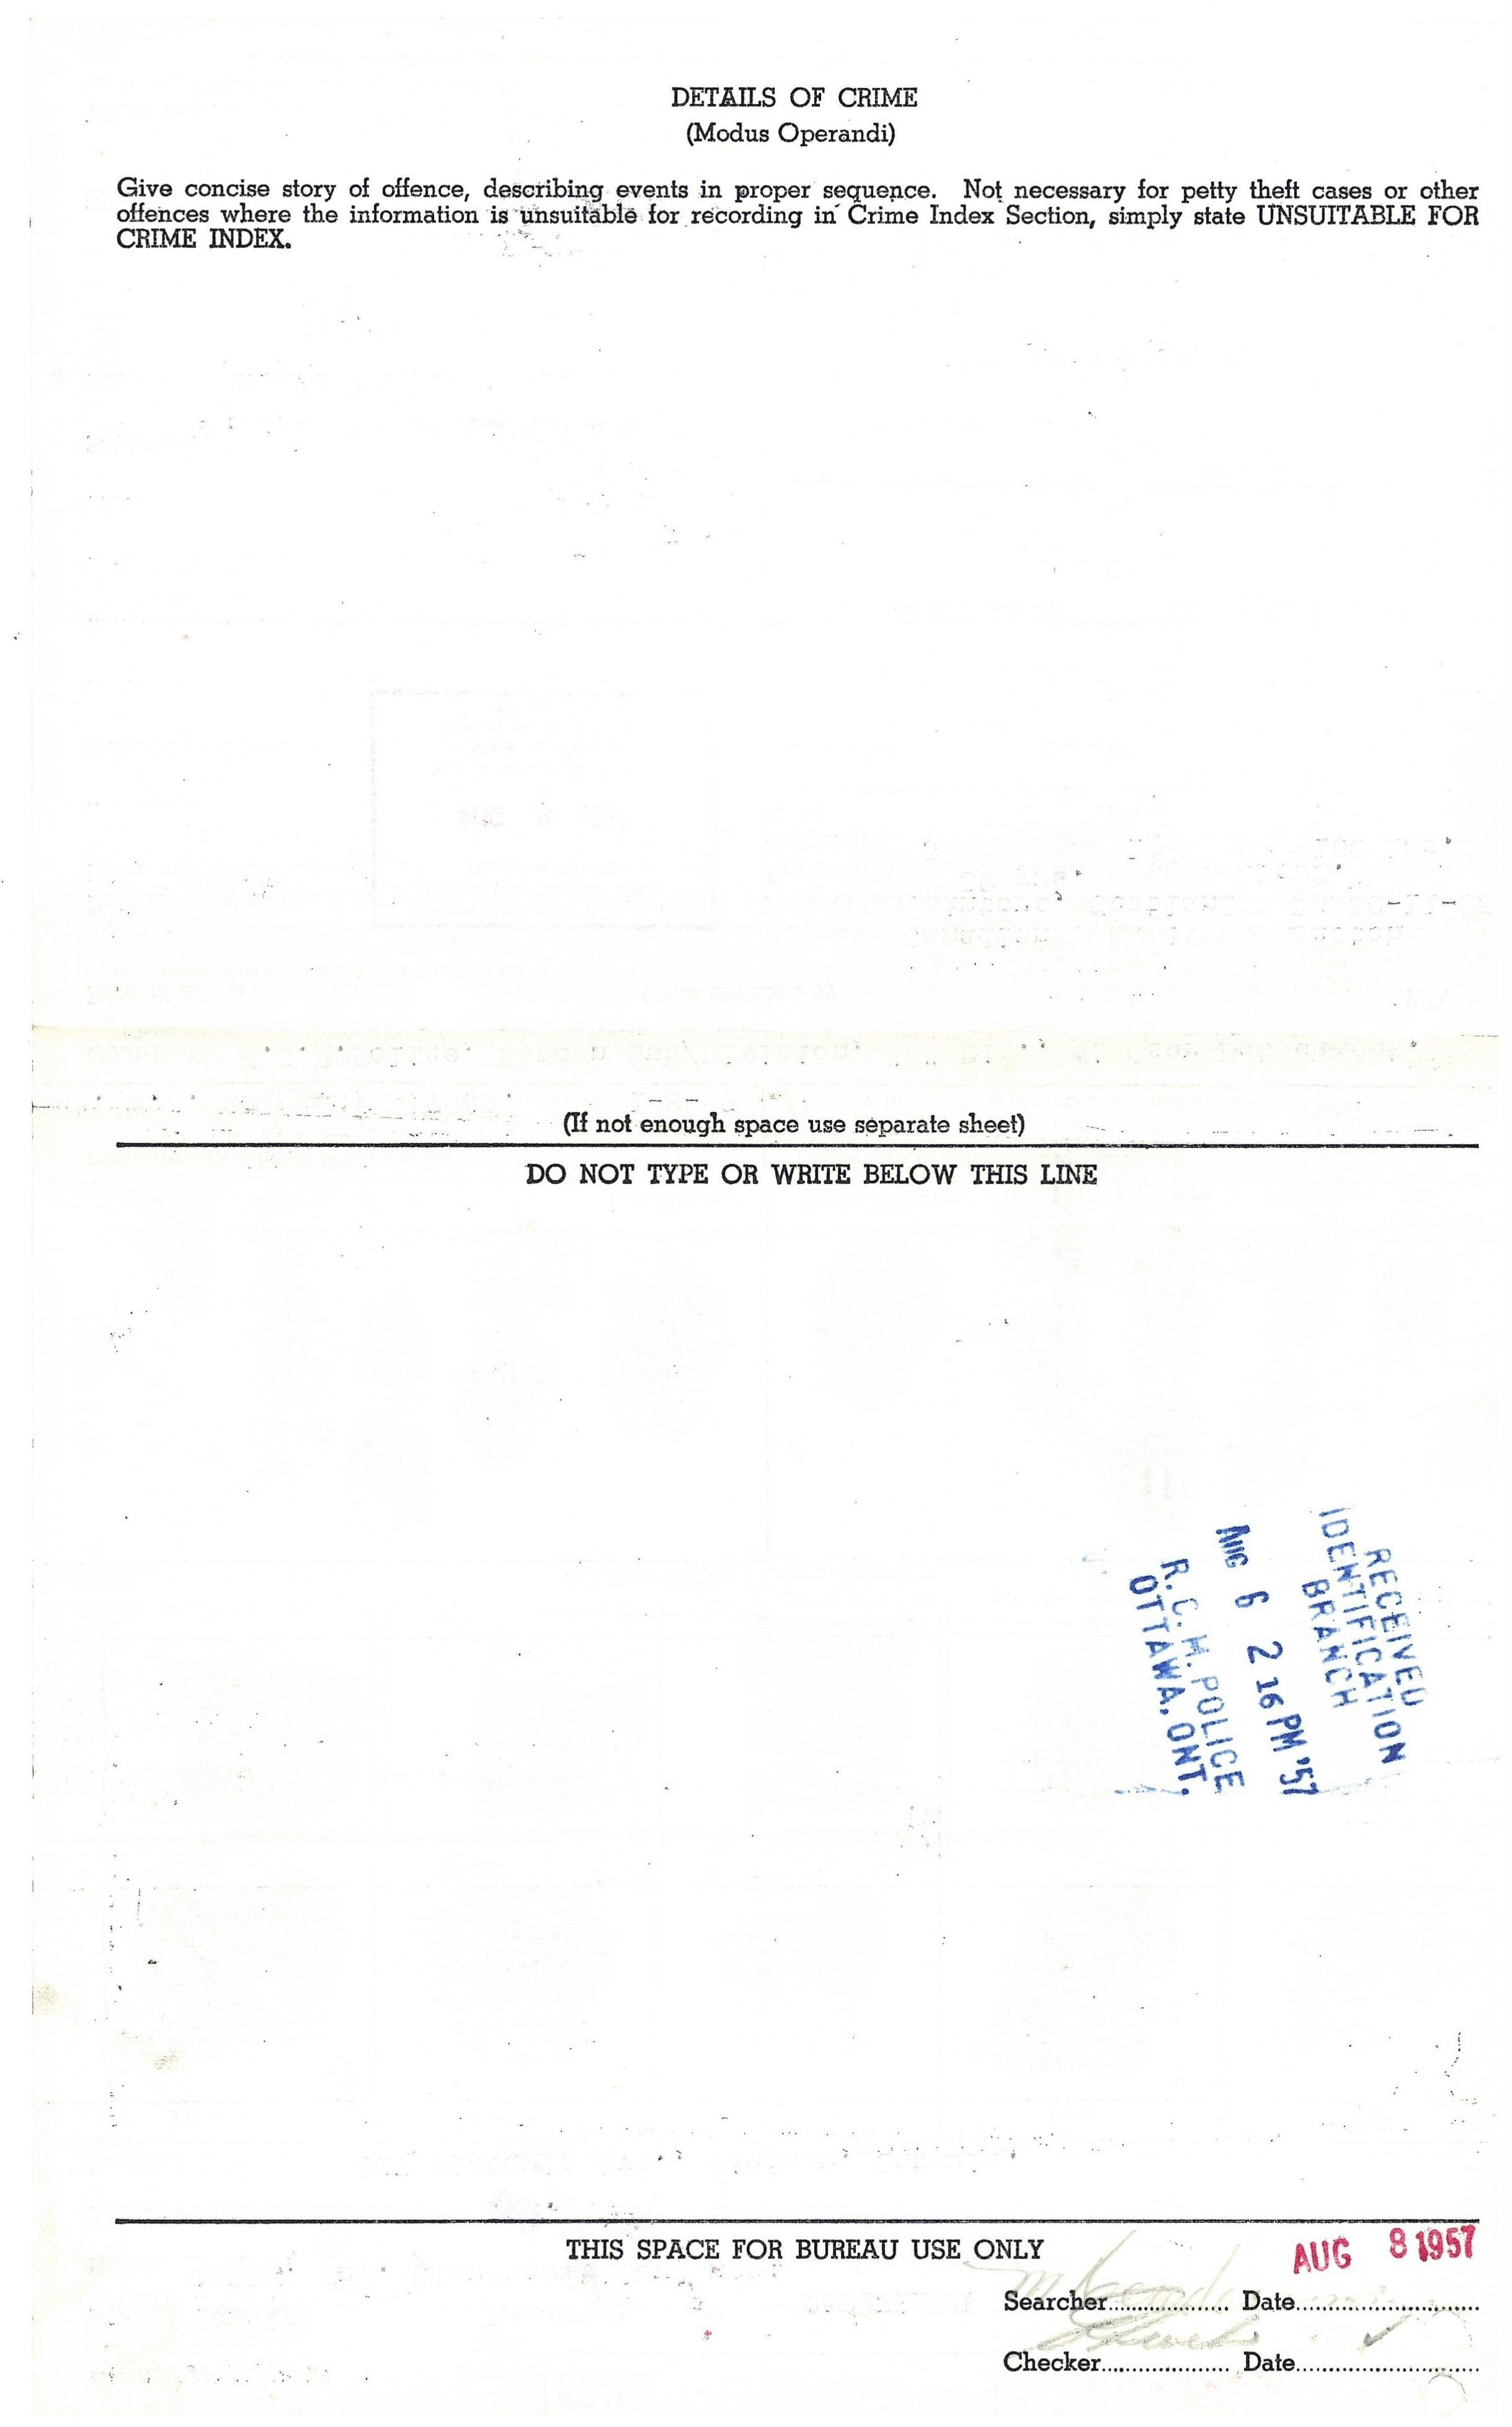 DETAILS OF CRIME
(Modus Operandi)
Give concise story of offence, describing events in proper sequence. Not necessary for petty theft cases or other
offences where the information is unsuitable for recording in Crime Index Section, simply state UNSUITABLE FOR
CRIME INDEX.
(If not enough space use separate sheet)
DO NOT TYPE OR WRITE BELOW THIS LINE
RECEIVED
IDENTIFICATION
BRANCH
AUG 6 2 16 PM '57
R. C. M. POLICE
OTTAWA. ONT.
THIS SPACE FOR BUREAU USE ONLY
AUG 8 1957
Searcher.................... Date................................
Checker..................... Date................................